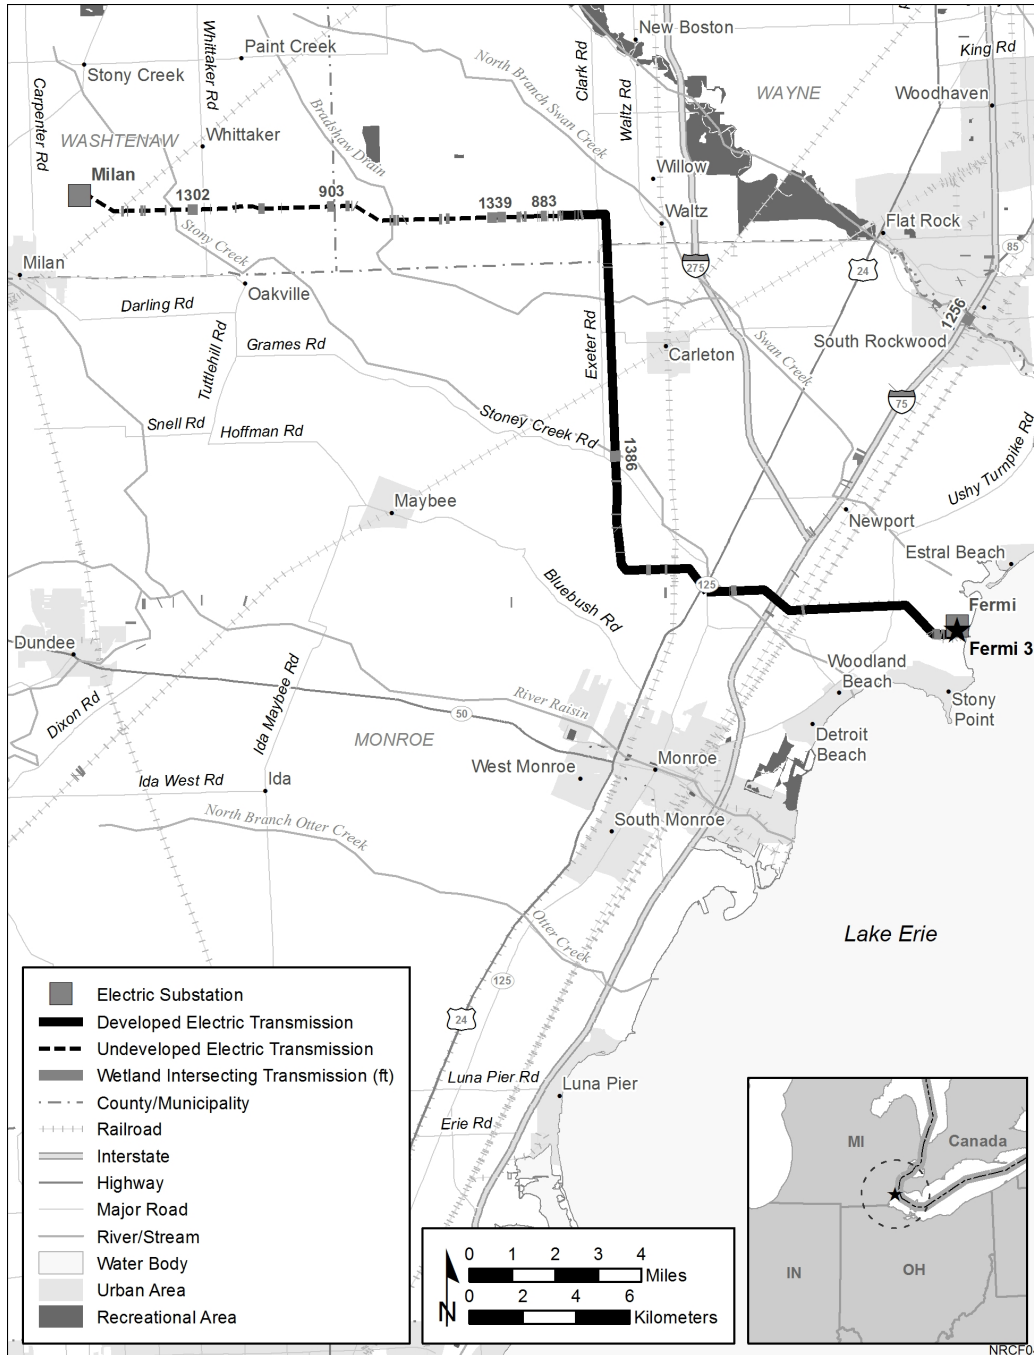 New Boston
King Rd
Paint Creek
Stony Creek
Whittaker Rd
Clark Rd
Waltz Rd
North Branch Swan Creek
WAYNE
Woodhaven
Carpenter Rd
Bradshaw Drain
WASHTENAW
Whittaker
Willow
Milan
1302
903
1339
883
Waltz
Flat Rock
Stony Creek
85
24
275
Milan
Oakville
Darling Rd
1256
Tuttlehill Rd
Grames Rd
Exeter Rd
Carleton
Swan Creek
South Rockwood
75
Snell Rd
Hoffman Rd
Stoney Creek Rd
1386
Ushy Turnpike Rd
Maybee
Newport
Estral Beach
Bluebush Rd
125
Fermi
Fermi 3
Dundee
Dixon Rd
Ida Maybee Rd
River Raisin
50
Woodland
Beach
Stony
Point
Detroit
Beach
MONROE
West Monroe
Monroe
Ida West Rd
Ida
North Branch Otter Creek
South Monroe
Otter Creek
Lake Erie
125
24
Luna Pier Rd
Luna Pier
Erie Rd
Electric Substation
Developed Electric Transmission
Undeveloped Electric Transmission
Wetland Intersecting Transmission (ft)
County/Municipality
Railroad
Interstate
Highway
Major Road
River/Stream
Water Body
Urban Area
Recreational Area
N
0 1 2 3 4
Miles
0 2 4 6
Kilometers
MI
Canada
IN
OH